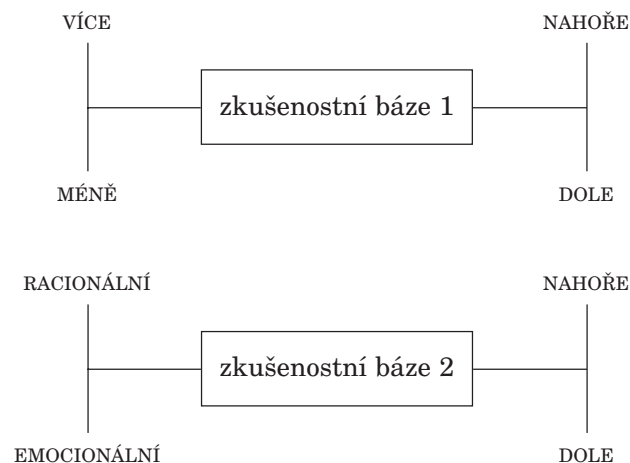 VÍCE NAHOŘE
zkušenostní báze 1
MÉNĚ DOLE
RACIONÁLNÍ NAHOŘE
zkušenostní báze 2
EMOCIONÁLNÍ DOLE